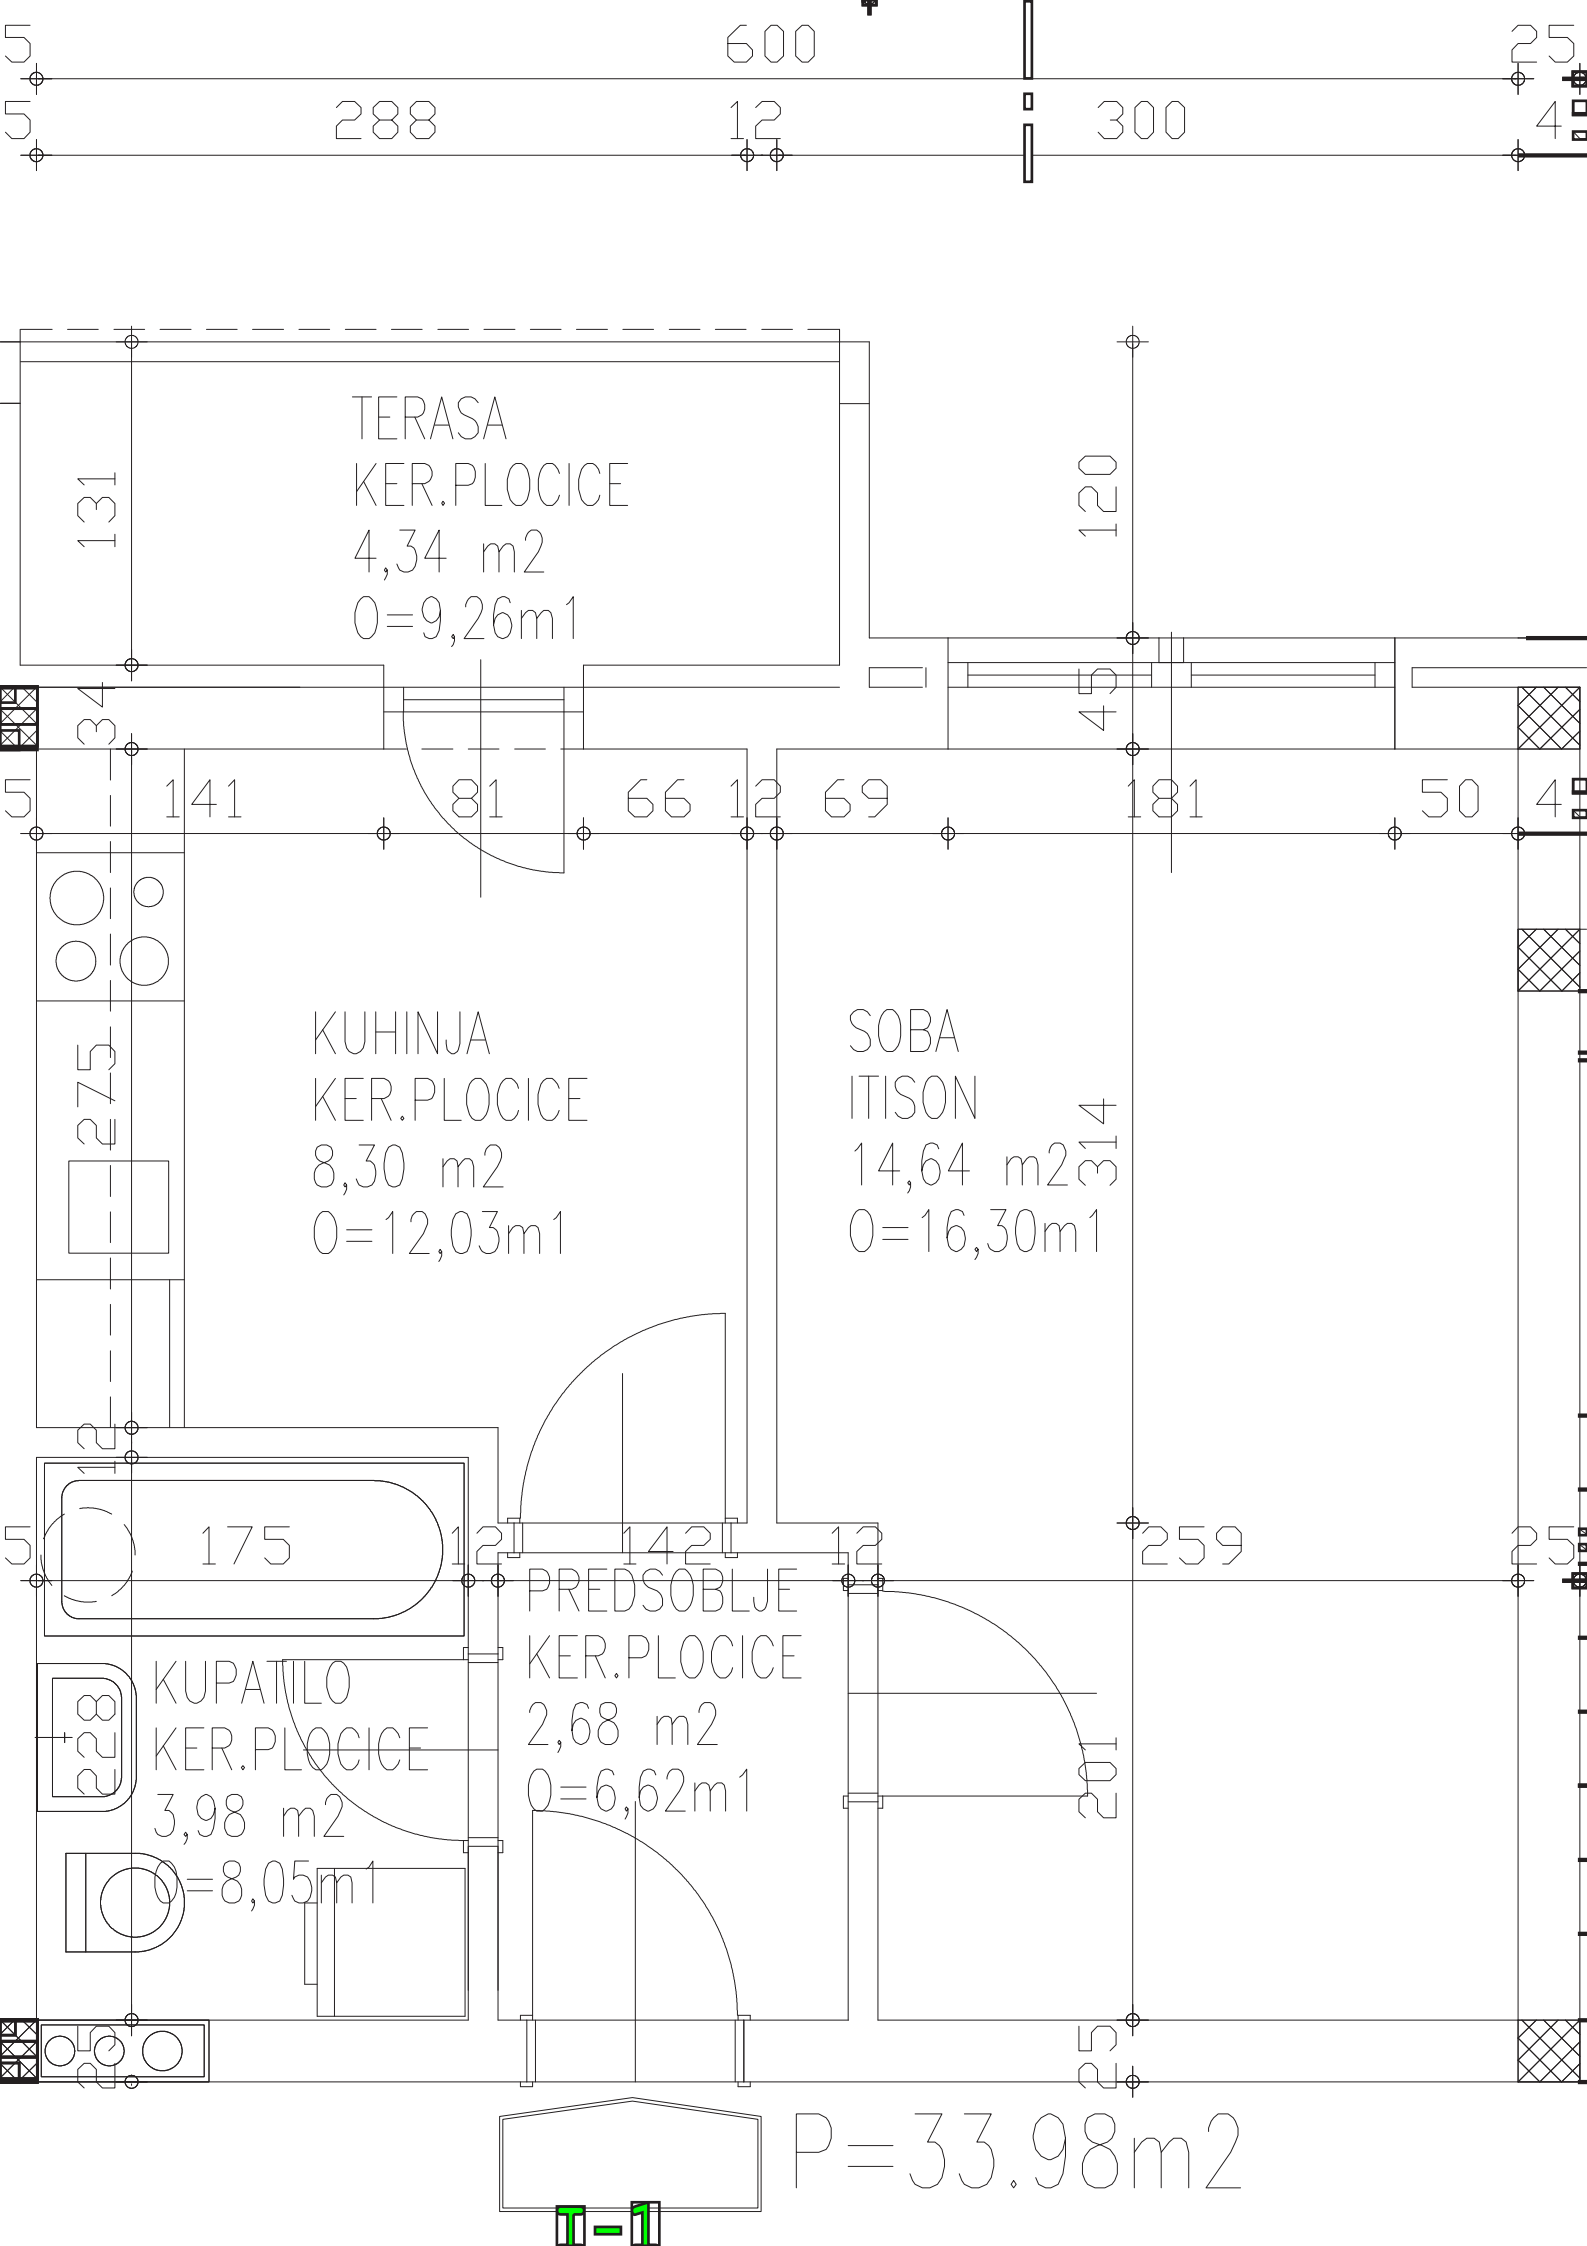 5 600 25
5 288 12 300 4
TERASA
KER.PLOCICE
4,34 m2
O=9,26m1
131
120
34
45
5 141 81 66 12 69 181 50 4
KUHINJA
KER.PLOCICE
8,30 m2
O=12,03m1
275
SOBA
ITISON
14,64 m2
O=16,30m1
314
12
5 175 12 142 12 259 25
PREDSOBLJE
KER.PLOCICE
2,68 m2
O=6,62m1
KUPATILO
KER.PLOCICE
3,98 m2
O=8,05m1
228
201
25
25
P=33.98m2
T-1